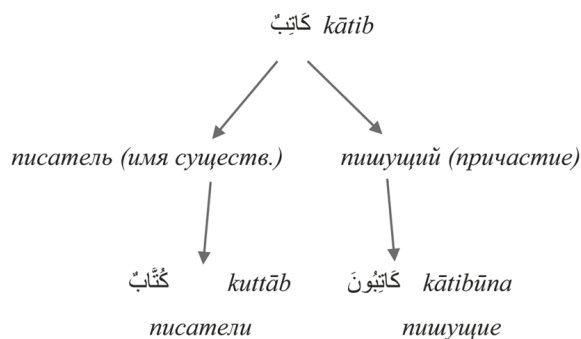 كَاتِبٌ kātib
писатель (имя существ.) пишущий (причастие)
كُتَّابٌ kuttāb كَاتِبُونَ kātibūna
писатели пишущие